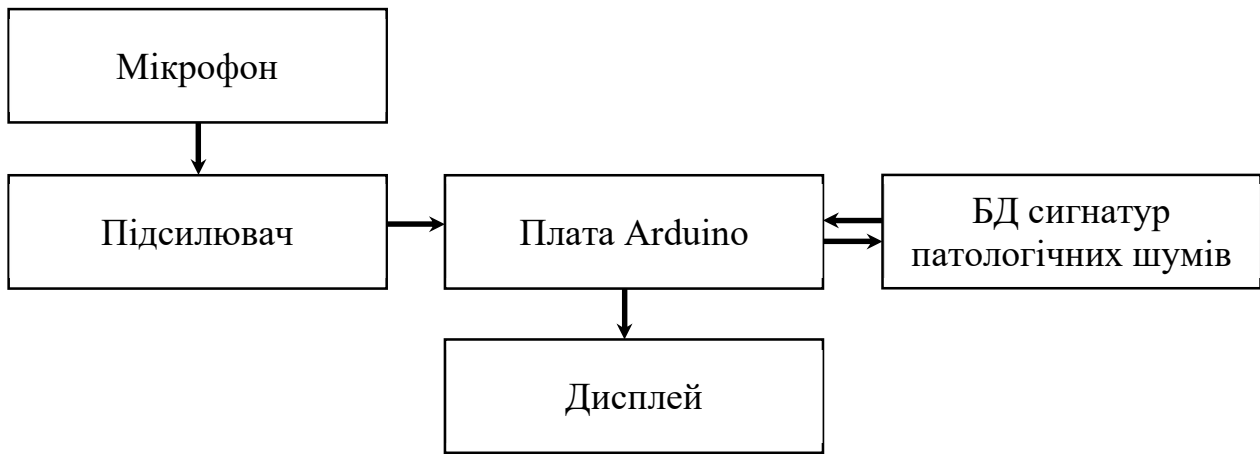 Мікрофон
Підсилювач
Плата Arduino
БД сигнатур
патологічних шумів
Дисплей